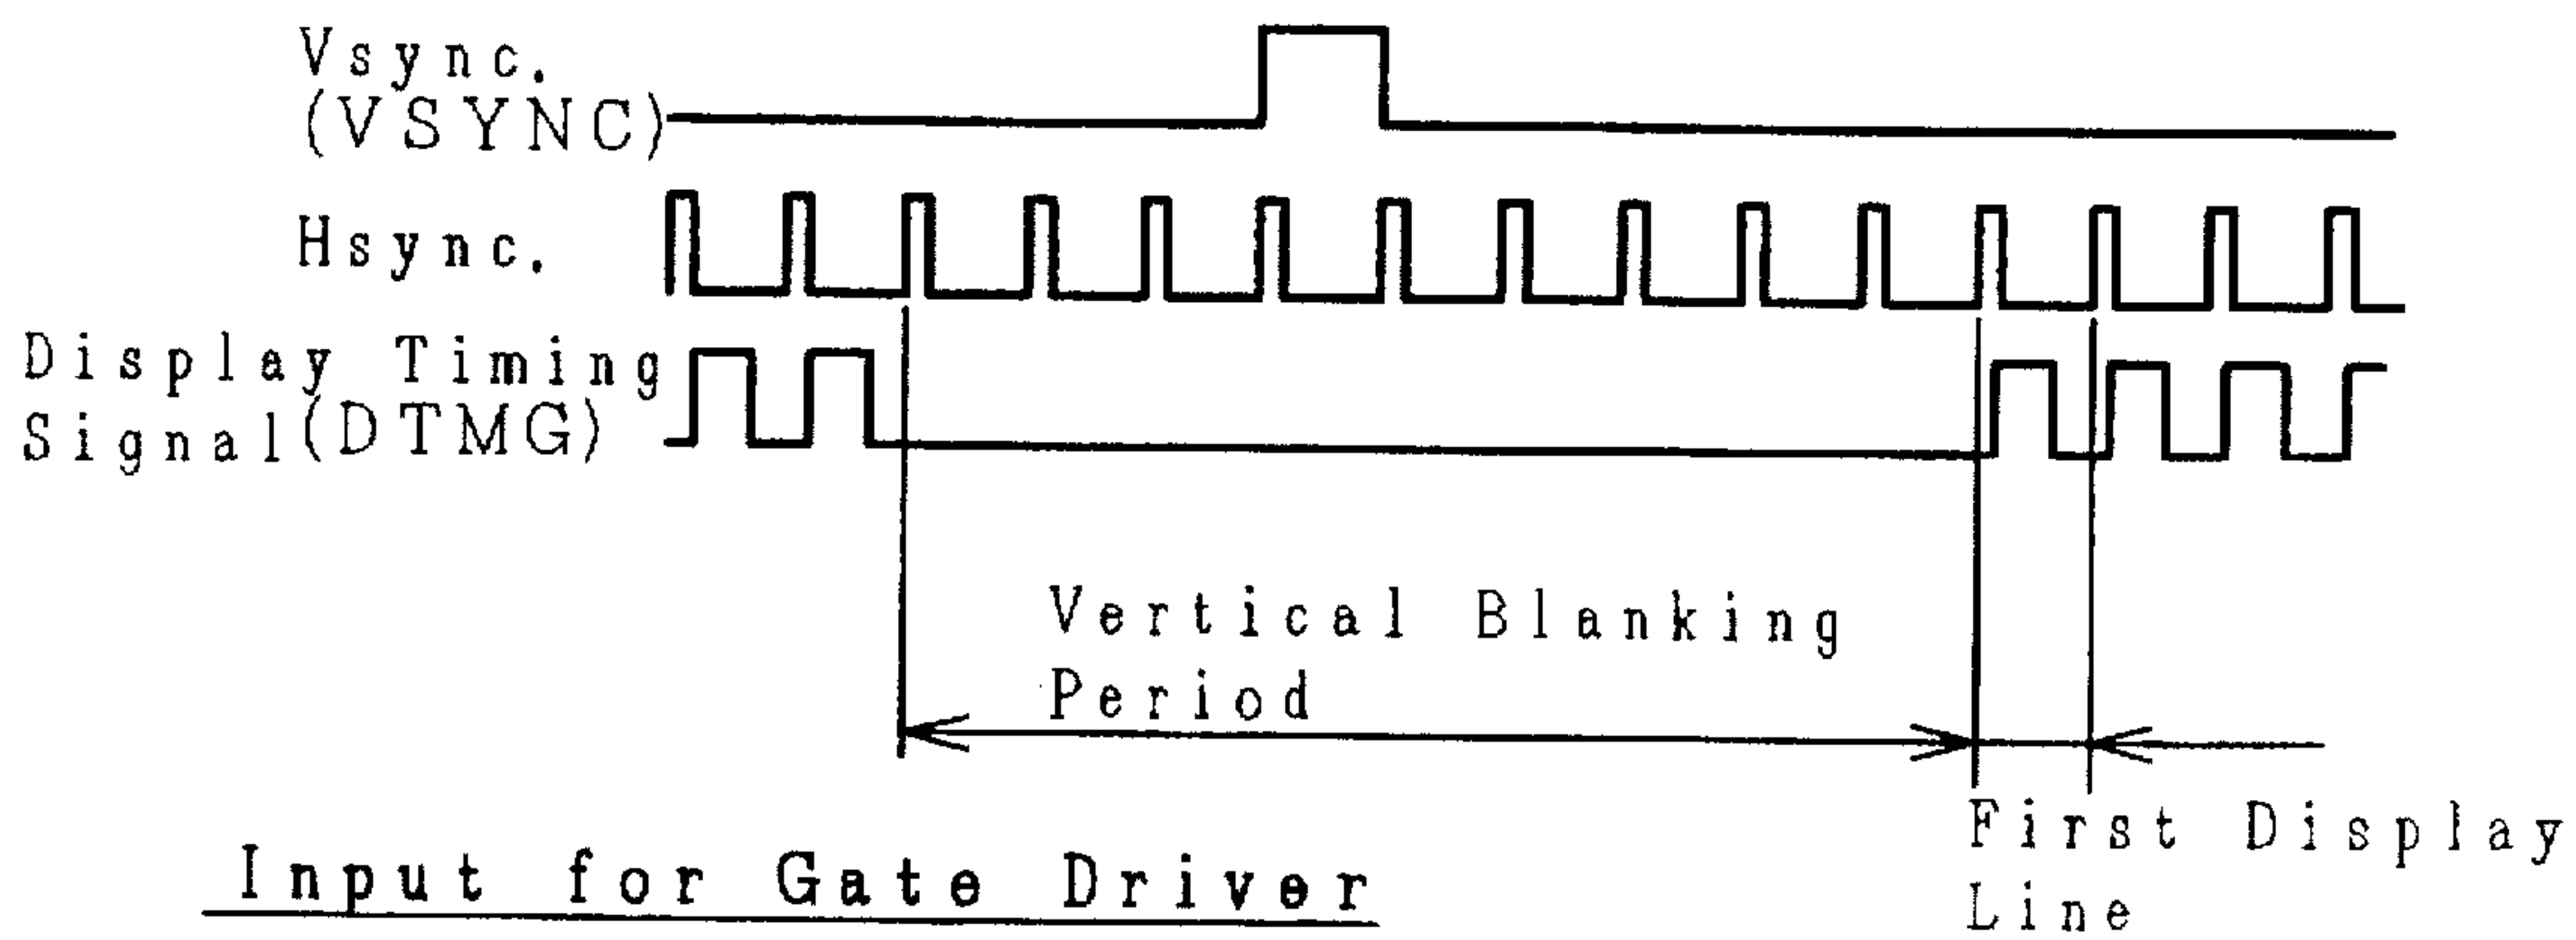 Vsync.
(VSYNC)
Hsync.
Display Timing
Signal(DTMG)
Vertical Blanking
Period
First Display
Line
Input for Gate Driver